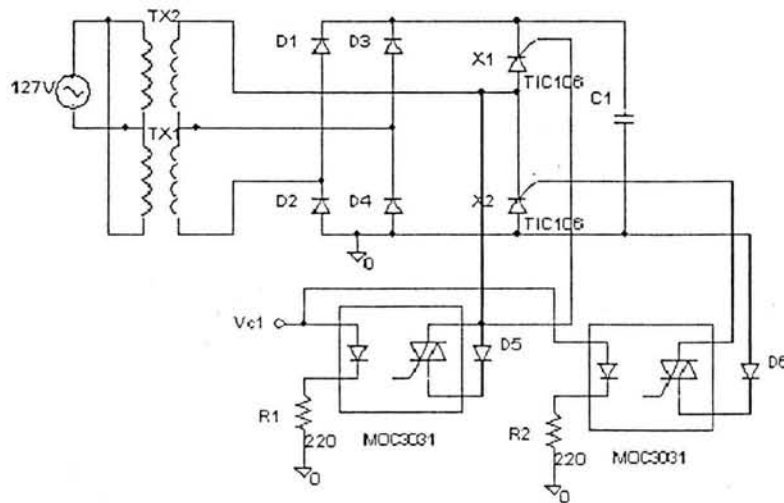 TX2
D1
D3
X1
127V
TIC106
C1
TX1
D2
D4
X2
TIC106
0
Vc1
D5
D6
R1
220
MOC3031
R2
220
MOC3031
0
0